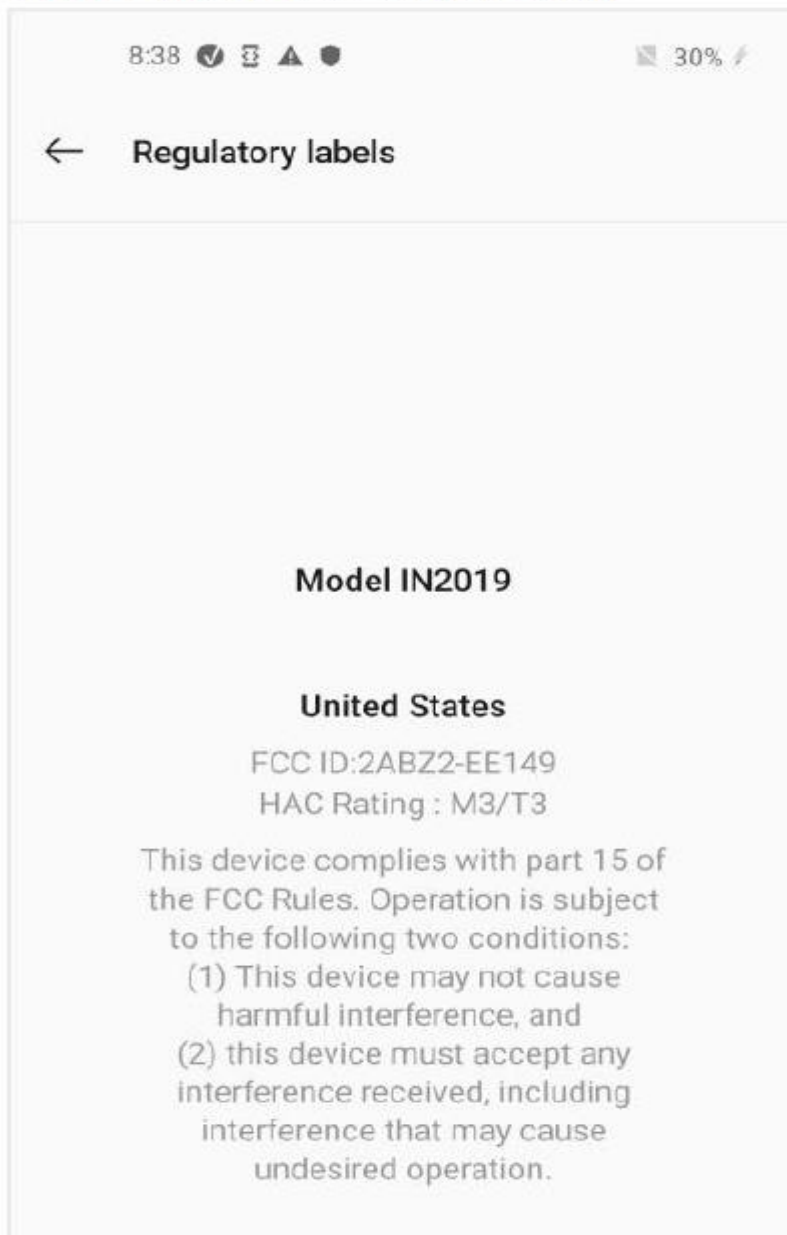 8:38 30%
Regulatory labels
Model IN2019
United States
FCC ID:2ABZ2-EE149
HAC Rating : M3/T3
This device complies with part 15 of
the FCC Rules. Operation is subject
to the following two conditions:
(1) This device may not cause
harmful interference, and
(2) this device must accept any
interference received, including
interference that may cause
undesired operation.